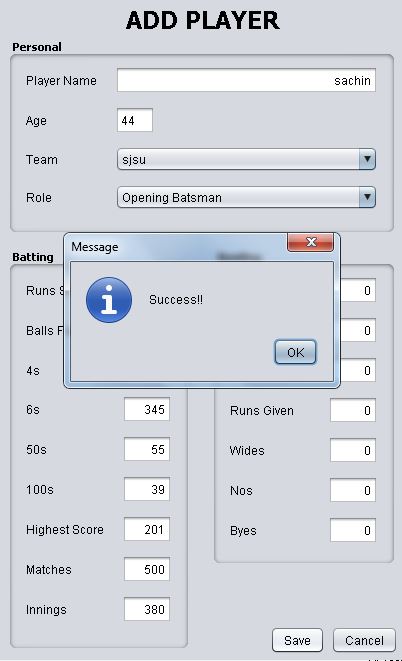 ADD PLAYER
Personal
Player Name sachin
Age 44
Team sjsu
Role Opening Batsman
Message
Batting
Runs 0
Success!!
Balls 0
OK
4s 0
6s 345 Runs Given 0
50s 55 Wides 0
100s 39 Nos 0
Highest Score 201 Byes 0
Matches 500
Innings 380
Save Cancel